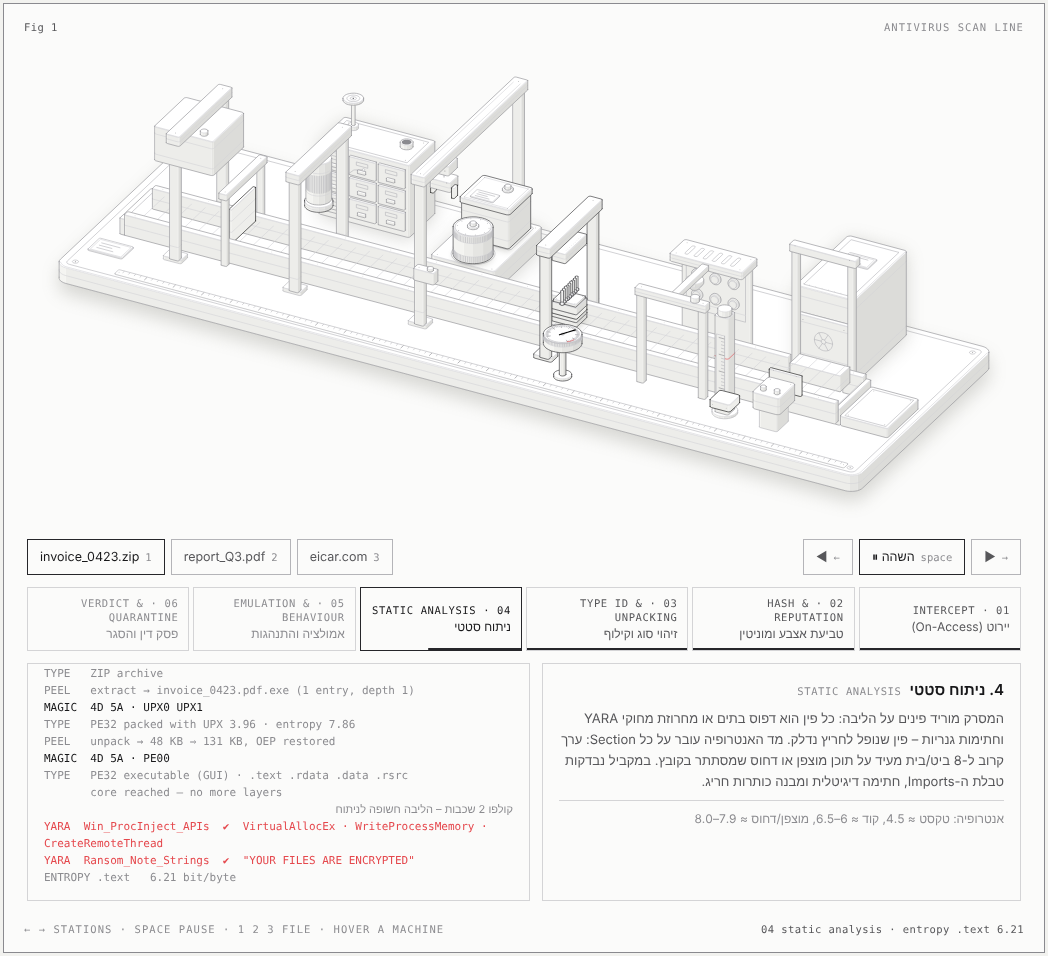 Fig 1
ANTIVIRUS SCAN LINE
invoice_0423.zip 1
report_Q3.pdf 2
eicar.com 3
◀ ←
⏸ השהה space
▶ →
01 · INTERCEPT
יירוט (On-Access)
02 · HASH & REPUTATION
טביעת אצבע ומוניטין
03 · TYPE ID & UNPACKING
זיהוי סוג וקילוף
04 · STATIC ANALYSIS
ניתוח סטטי
05 · EMULATION & BEHAVIOUR
אמולציה והתנהגות
06 · VERDICT & QUARANTINE
פסק דין והסגר
4. ניתוח סטטי STATIC ANALYSIS
המסרק מוריד פינים על הליבה: כל פין הוא דפוס בתים או מחרוזת מחוקי YARA
וחתימות גנריות – פין שנופל לחריץ נדלק. מד האנטרופיה עובר על כל Section: ערך
קרוב ל-8 ביט/בית מעיד על תוכן מוצפן או דחוס שמסתתר בקובץ. במקביל נבדקות
טבלת ה-Imports, חתימה דיגיטלית ומבנה כותרות חריג.
אנטרופיה: טקסט ≈ 4.5, קוד ≈ 6–6.5, מוצפן/דחוס ≈ 7.9–8.0
TYPE ZIP archive
PEEL extract → invoice_0423.pdf.exe (1 entry, depth 1)
MAGIC 4D 5A · UPX0 UPX1
TYPE PE32 packed with UPX 3.96 · entropy 7.86
PEEL unpack → 48 KB → 131 KB, OEP restored
MAGIC 4D 5A · PE00
TYPE PE32 executable (GUI) · .text .rdata .data .rsrc
core reached — no more layers
קולפו 2 שכבות – הליבה חשופה לניתוח
YARA Win_ProcInject_APIs ✔ VirtualAllocEx · WriteProcessMemory ·
CreateRemoteThread
YARA Ransom_Note_Strings ✔ "YOUR FILES ARE ENCRYPTED"
ENTROPY .text 6.21 bit/byte
← → STATIONS · SPACE PAUSE · 1 2 3 FILE · HOVER A MACHINE
04 static analysis · entropy .text 6.21